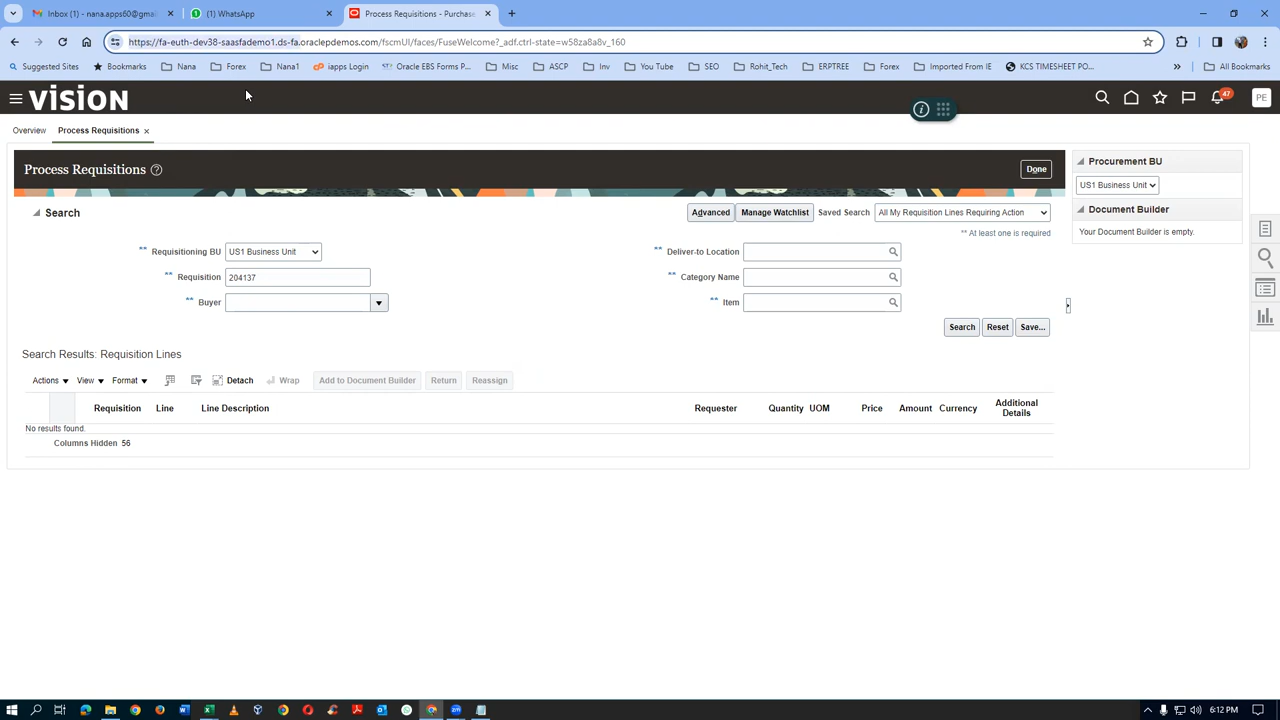 Inbox (1) - nana.apps60@gmai
(1) WhatsApp
Process Requisitions - Purchase
https://fa-euth-dev38-saasfademo1.ds-fa.oraclepdemos.com/fscmUI/faces/FuseWelcome?_adf.ctrl-state=w58za8a8v_160
Suggested Sites
Bookmarks
Nana
Forex
Nana1
iapps Login
Oracle EBS Forms P...
Misc
ASCP
Inv
You Tube
SEO
Rohit_Tech
ERPTREE
Forex
Imported From IE
KCS TIMESHEET PO...
»
All Bookmarks
VISION
47
PE
Overview
Process Requisitions
Process Requisitions
Done
Procurement BU
US1 Business Unit
Document Builder
Your Document Builder is empty.
Search
Advanced
Manage Watchlist
Saved Search
All My Requisition Lines Requiring Action
** At least one is required
** Requisitioning BU
US1 Business Unit
** Deliver-to Location
** Requisition
204137
** Category Name
** Buyer
** Item
Search
Reset
Save...
Search Results: Requisition Lines
Actions
View
Format
Detach
Wrap
Add to Document Builder
Return
Reassign
Requisition
Line
Line Description
Requester
Quantity
UOM
Price
Amount
Currency
Additional
Details
No results found.
Columns Hidden 56
6:12 PM